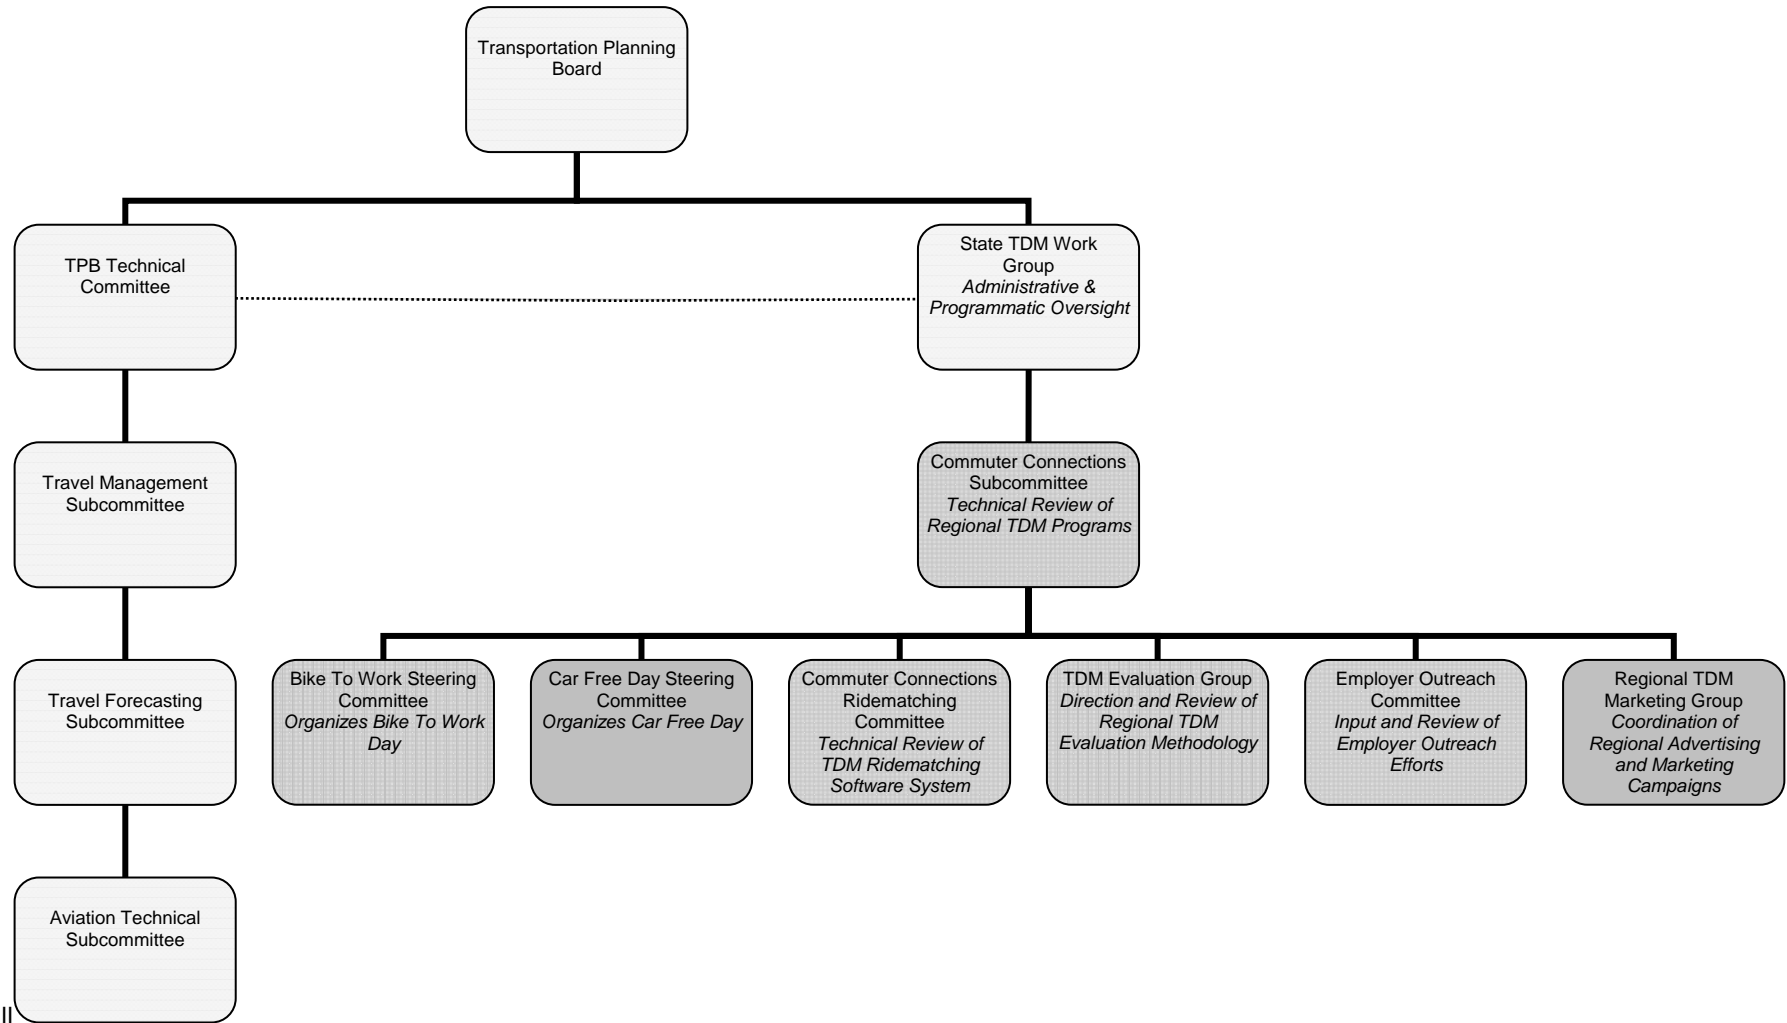 Transportation Planning
Board
TPB Technical
Committee
State TDM Work
Group
Administrative &
Programmatic Oversight
Travel Management
Subcommittee
Commuter Connections
Subcommittee
Technical Review of
Regional TDM Programs
Travel Forecasting
Subcommittee
Bike To Work Steering
Committee
Organizes Bike To Work
Day
Car Free Day Steering
Committee
Organizes Car Free Day
Commuter Connections
Ridematching
Committee
Technical Review of
TDM Ridematching
Software System
TDM Evaluation Group
Direction and Review of
Regional TDM
Evaluation Methodology
Employer Outreach
Committee
Input and Review of
Employer Outreach
Efforts
Regional TDM
Marketing Group
Coordination of
Regional Advertising
and Marketing
Campaigns
Aviation Technical
Subcommittee
II